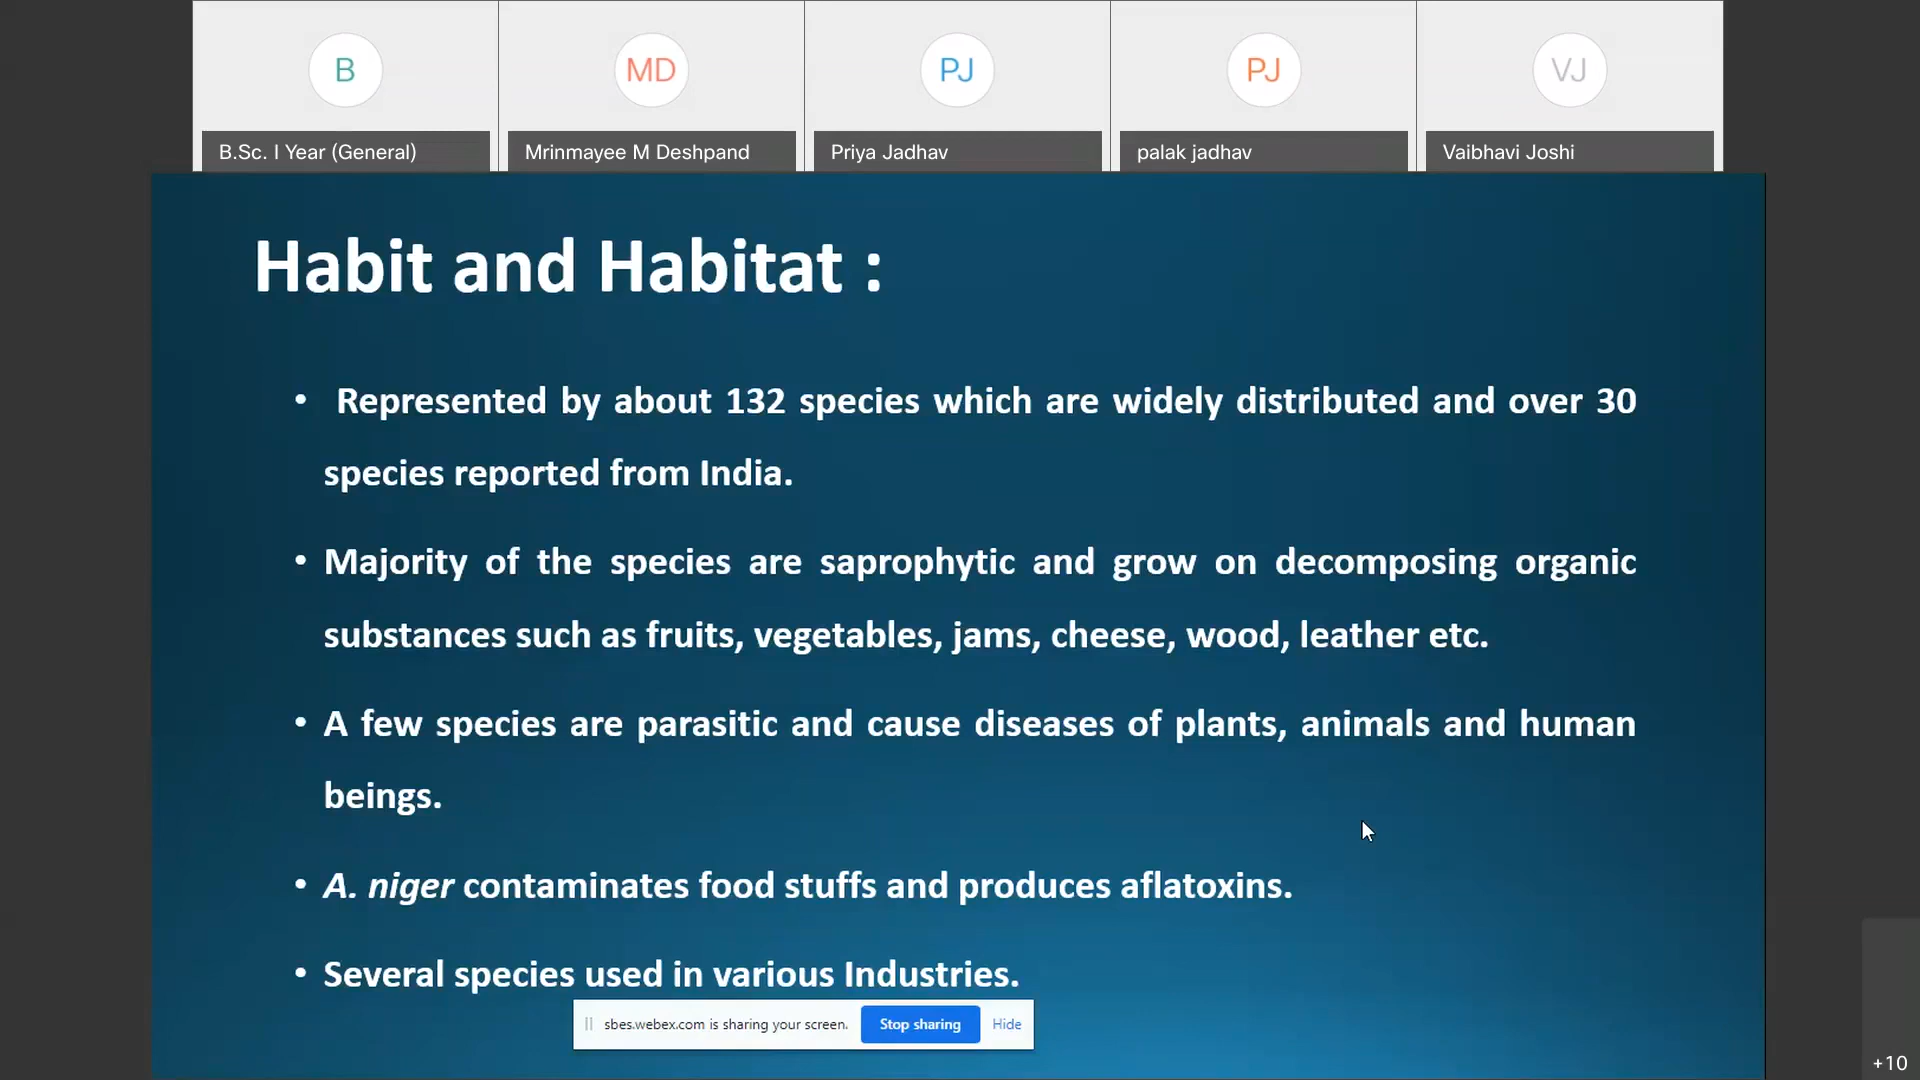 B
MD
PJ
PJ
VJ
B.Sc. I Year (General)
Mrinmayee M Deshpand
Priya Jadhav
palak jadhav
Vaibhavi Joshi
Habit and Habitat :
• Represented by about 132 species which are widely distributed and over 30
species reported from India.
• Majority of the species are saprophytic and grow on decomposing organic
substances such as fruits, vegetables, jams, cheese, wood, leather etc.
• A few species are parasitic and cause diseases of plants, animals and human
beings.
• A. niger contaminates food stuffs and produces aflatoxins.
• Several species used in various Industries.
sbes.webex.com is sharing your screen. Stop sharing Hide
+10